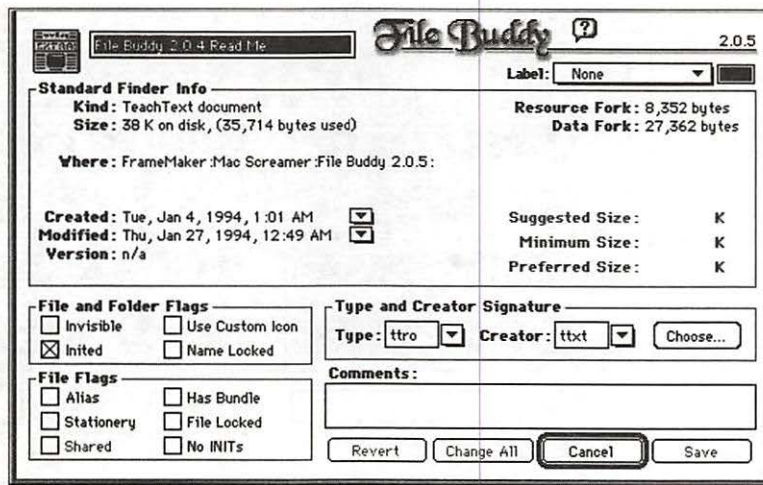 EXTRAS
File Buddy 2.0.4 Read Me
File Buddy
?
2.0.5
Label: None
Standard Finder Info
Kind: TeachText document
Size: 38 K on disk, (35,714 bytes used)
Resource Fork: 8,352 bytes
Data Fork: 27,362 bytes
Where: FrameMaker:Mac Screamer:File Buddy 2.0.5:
Created: Tue, Jan 4, 1994, 1:01 AM
Modified: Thu, Jan 27, 1994, 12:49 AM
Version: n/a
Suggested Size: K
Minimum Size: K
Preferred Size: K
File and Folder Flags
Invisible
Use Custom Icon
Inited
Name Locked
Type and Creator Signature
Type: ttro
Creator: ttxt
Choose...
File Flags
Alias
Has Bundle
Stationery
File Locked
Shared
No INITs
Comments:
Revert
Change All
Cancel
Save